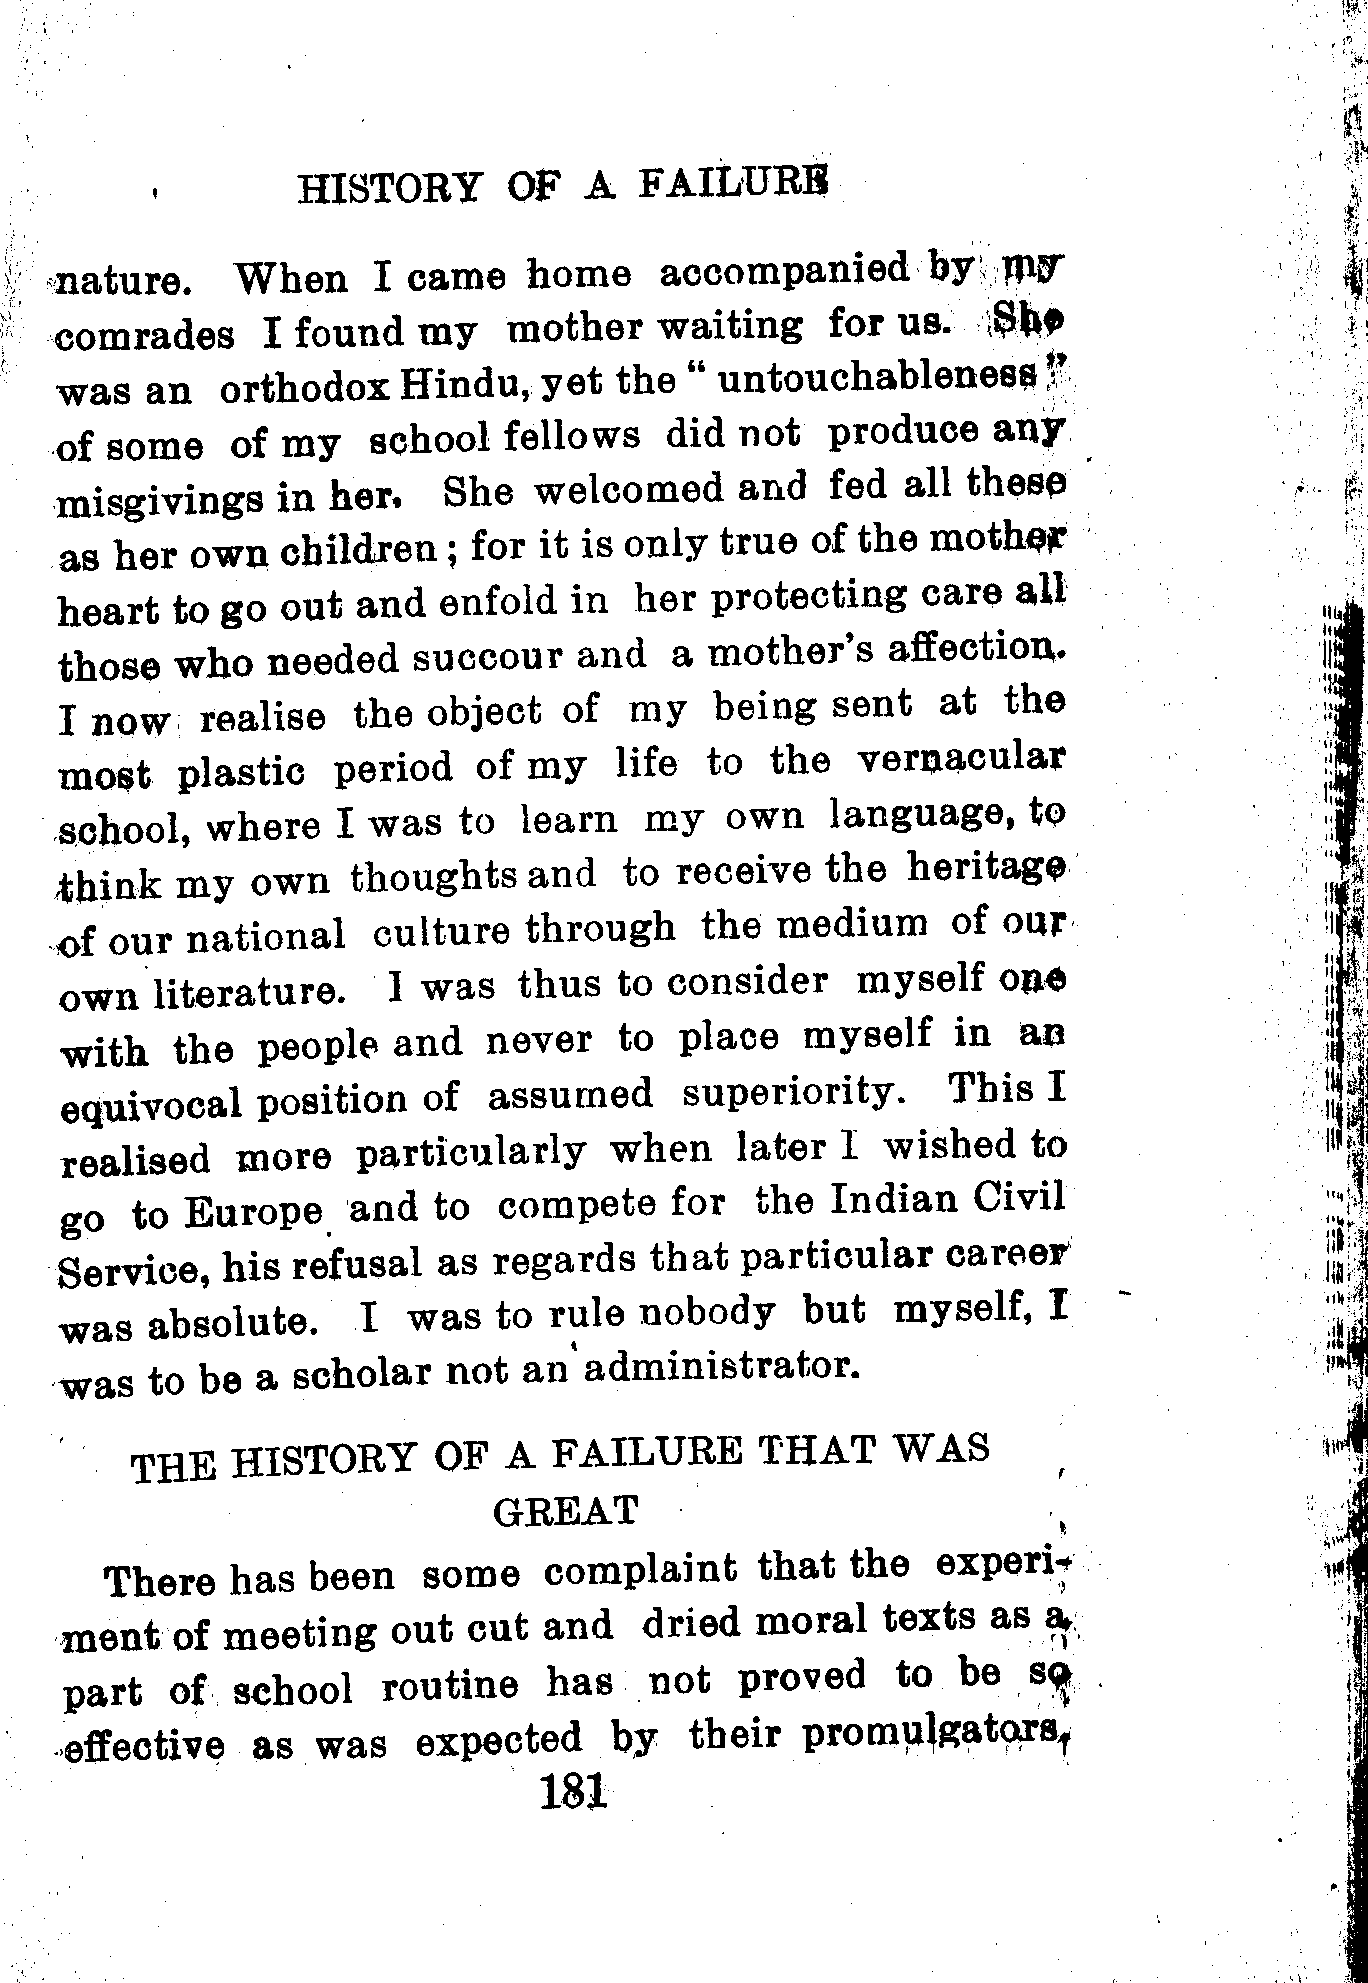 HISTORY OF A FAILURE
nature. When I came home accompanied by my
comrades I found my mother waiting for us. She
was an orthodox Hindu, yet the “ untouchableness ”
of some of my school fellows did not produce any
misgivings in her. She welcomed and fed all these
as her own children ; for it is only true of the mother
heart to go out and enfold in her protecting care all
those who needed succour and a mother's affection.
I now realise the object of my being sent at the
most plastic period of my life to the vernacular
school, where I was to learn my own language, to
think my own thoughts and to receive the heritage
of our national culture through the medium of our
own literature. I was thus to consider myself one
with the people and never to place myself in an
equivocal position of assumed superiority. This I
realised more particularly when later I wished to
go to Europe and to compete for the Indian Civil
Service, his refusal as regards that particular career
was absolute. I was to rule nobody but myself, I
was to be a scholar not an administrator.
THE HISTORY OF A FAILURE THAT WAS
GREAT
There has been some complaint that the experi-
ment of meeting out cut and dried moral texts as a
part of school routine has not proved to be so
effective as was expected by their promulgators,
181